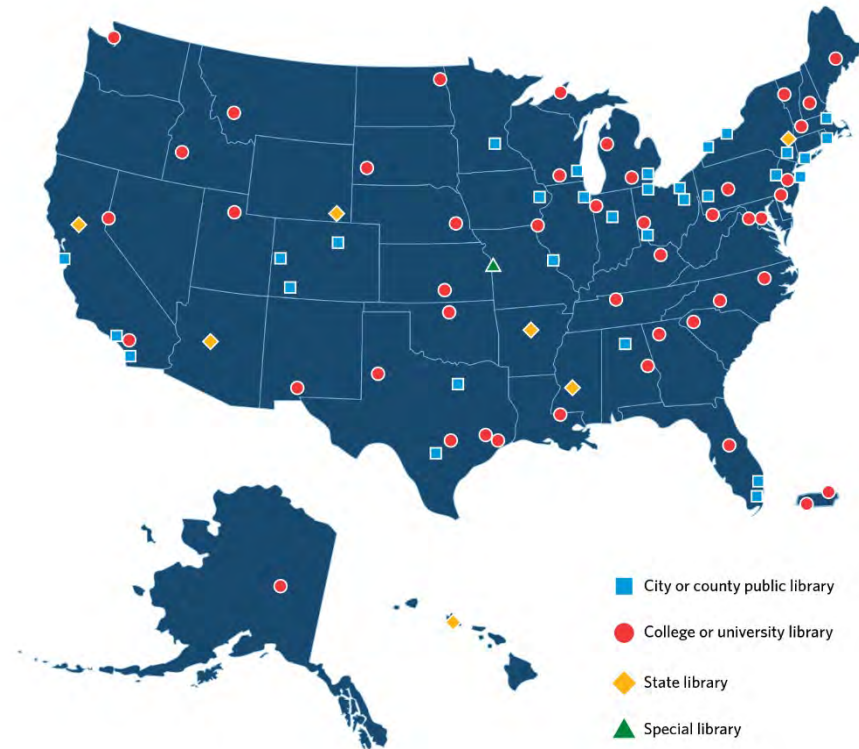 City or county public library
College or university library
State library
Special library